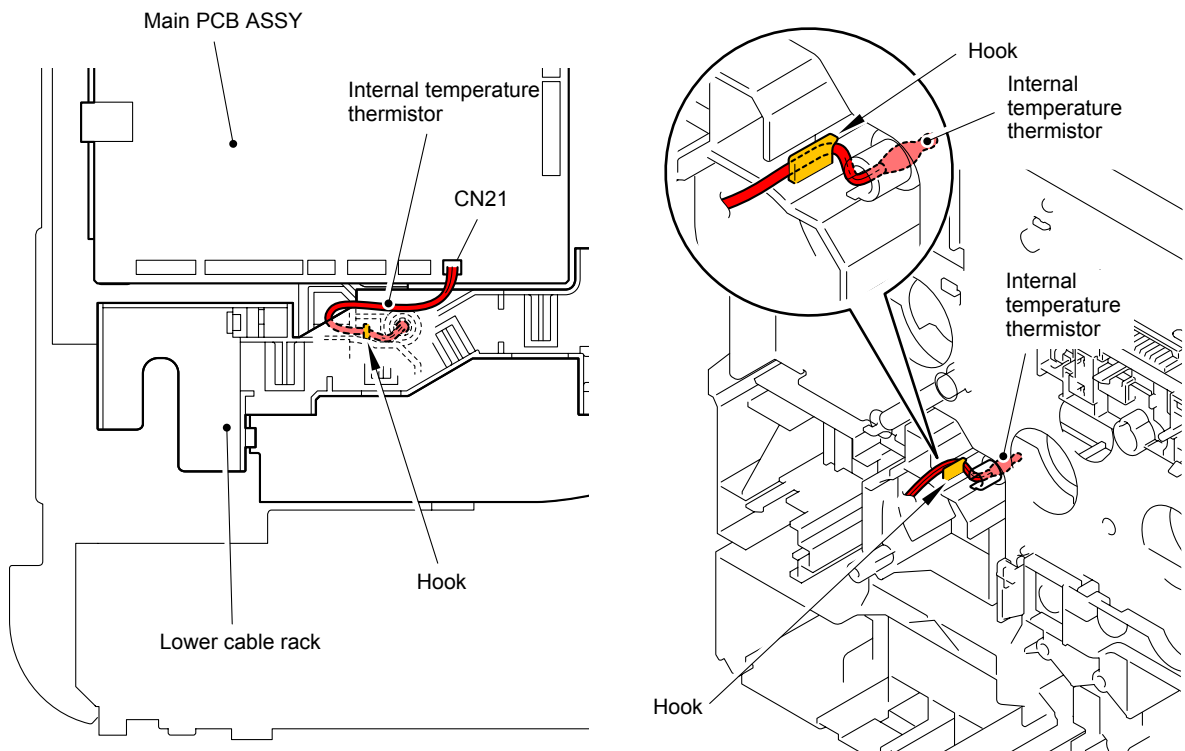 Main PCB ASSY
Internal temperature
thermistor
CN21
Hook
Lower cable rack
Hook
Internal
temperature
thermistor
Internal
temperature
thermistor
Hook